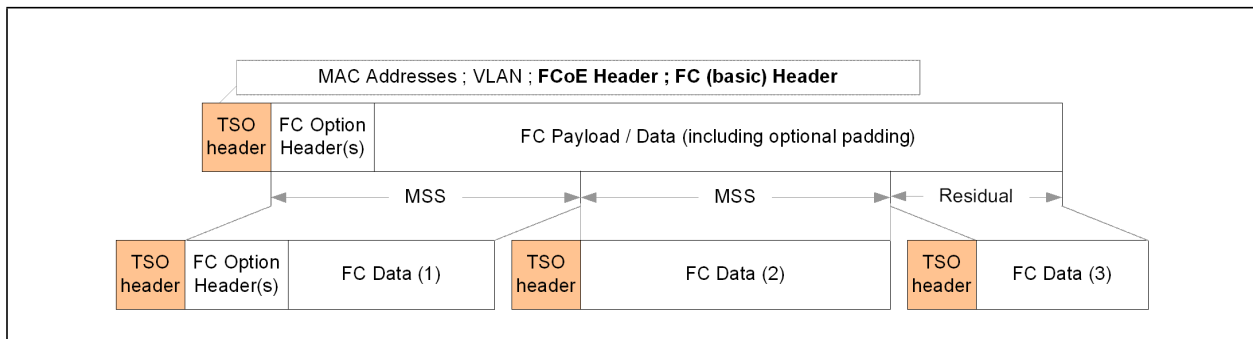 MAC Addresses ; VLAN ; FCoE Header ; FC (basic) Header
TSO
header
FC Option
Header(s)
FC Payload / Data (including optional padding)
MSS
MSS
Residual
TSO
header
FC Option
Header(s)
FC Data (1)
TSO
header
FC Data (2)
TSO
header
FC Data (3)